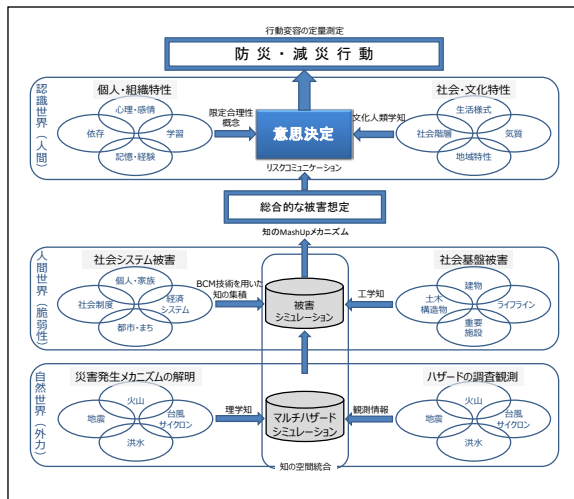 行動変容の定量測定
防災・減災行動
認識世界(人間)
個人・組織特性
心理・感情
依存
学習
記憶・経験
限定合理性
概念
意思決定
文化人類学知
社会・文化特性
生活様式
社会階層
気質
地域特性
リスクコミュニケーション
総合的な被害想定
知のMashUpメカニズム
人間世界(脆弱性)
社会システム被害
個人・家族
社会制度
経済
システム
都市・まち
BCM技術を用いた
知の集積
被害
シミュレーション
工学知
社会基盤被害
建物
土木
構造物
ライフライン
重要
施設
自然世界(外力)
災害発生メカニズムの解明
火山
地震
台風
サイクロン
洪水
理学知
マルチハザード
シミュレーション
観測情報
ハザードの調査観測
火山
地震
台風
サイクロン
洪水
知の空間統合